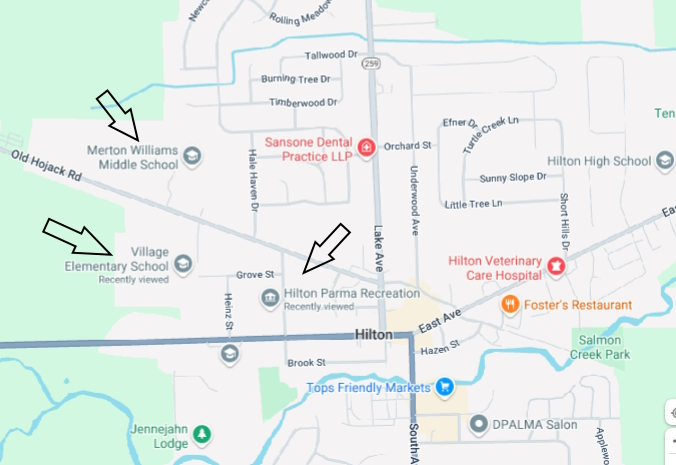 Rolling Meadow
Tallwood Dr
259
Burning Tree Dr
Timberwood Dr
Efner Dr
Turtle Creek Ln
Ten
Merton Williams
Middle School
Sansone Dental
Practice LLP
Orchard St
Hilton High School
Old Hojack Rd
Hale Haven Dr
Underwood Ave
Sunny Slope Dr
Short Hills Dr
Little Tree Ln
Lake Ave
Eas
Village
Elementary School
Recently viewed
Grove St
Hilton Veterinary
Care Hospital
Heinz St
Hilton Parma Recreation
Recently viewed
Foster's Restaurant
East Ave
Hilton
Hazen St
Salmon
Creek Park
Brook St
Tops Friendly Markets
Jennejahn
Lodge
South A
DPALMA Salon
Applewo